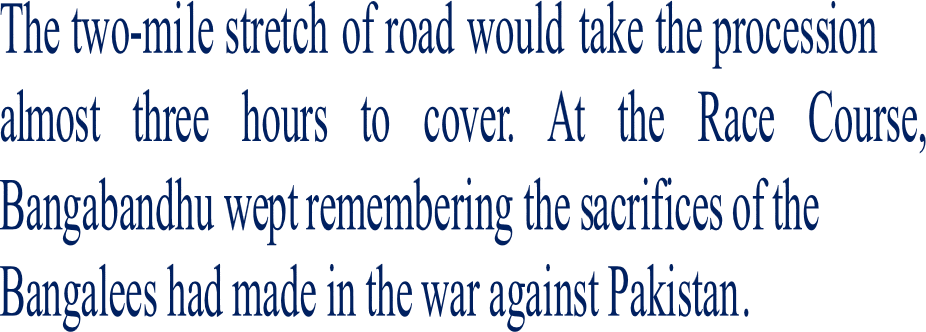 The two-mile stretch of road would take the procession
almost three hours to cover. At the Race Course,
Bangabandhu wept remembering the sacrifices of the
Bangalees had made in the war against Pakistan.